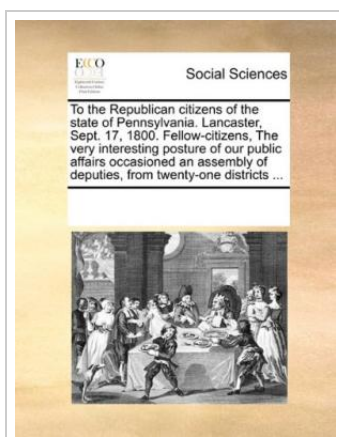 ECCO
Social Sciences
To the Republican citizens of the
state of Pennsylvania. Lancaster,
Sept. 17, 1800. Fellow-citizens, The
very interesting posture of our public
affairs occasioned an assembly of
deputies, from twenty-one districts ...